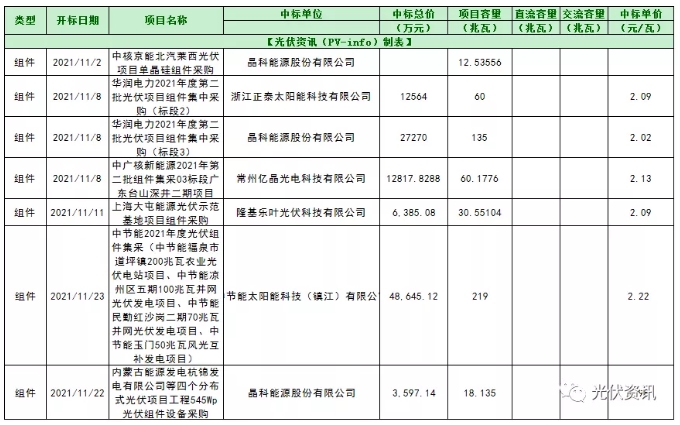 类型 开标日期 项目名称 中标单位 中标总价 项目容量 直流容量 交流容量 中标单价
（万元） （兆瓦） （兆瓦） （兆瓦） （元/瓦）
【光伏资讯（PV-info）制表】
组件 2021/11/2 中核京能北汽莱西光伏
项目单晶硅组件采购 晶科能源股份有限公司 12.53556
组件 2021/11/8 华润电力2021年度第二
批光伏项目组件集中采
购（标段2） 浙江正泰太阳能科技有限公司 12564 60 2.09
组件 2021/11/8 华润电力2021年度第二
批光伏项目组件集中采
购（标段3） 晶科能源股份有限公司 27270 135 2.02
组件 2021/11/8 中广核新能源2021年第
二批组件集采03标段广
东台山深井二期项目 常州亿晶光电科技有限公司 12817.8288 60.1776 2.13
组件 2021/11/11 上海大屯能源光伏示范
基地项目组件采购 隆基乐叶光伏科技有限公司 6,385.08 30.55104 2.09
组件 2021/11/23 中节能2021年度光伏组
件集采（中节能福泉市
道坪镇200兆瓦农业光
伏电站项目、中节能凉
州区五期100兆瓦并网
光伏发电项目、中节能
民勤红沙岗二期70兆瓦
并网光伏发电项目、中
节能玉门50兆瓦风光互
补发电项目） 中节能太阳能科技（镇江）有限公 48,645.12 219 2.22
组件 2021/11/22 内蒙古能源发电杭锦发
电有限公司等四个分布
式光伏项目工程545Wp
光伏组件设备采购 晶科能源股份有限公司 3,597.14 18.135
光伏资讯